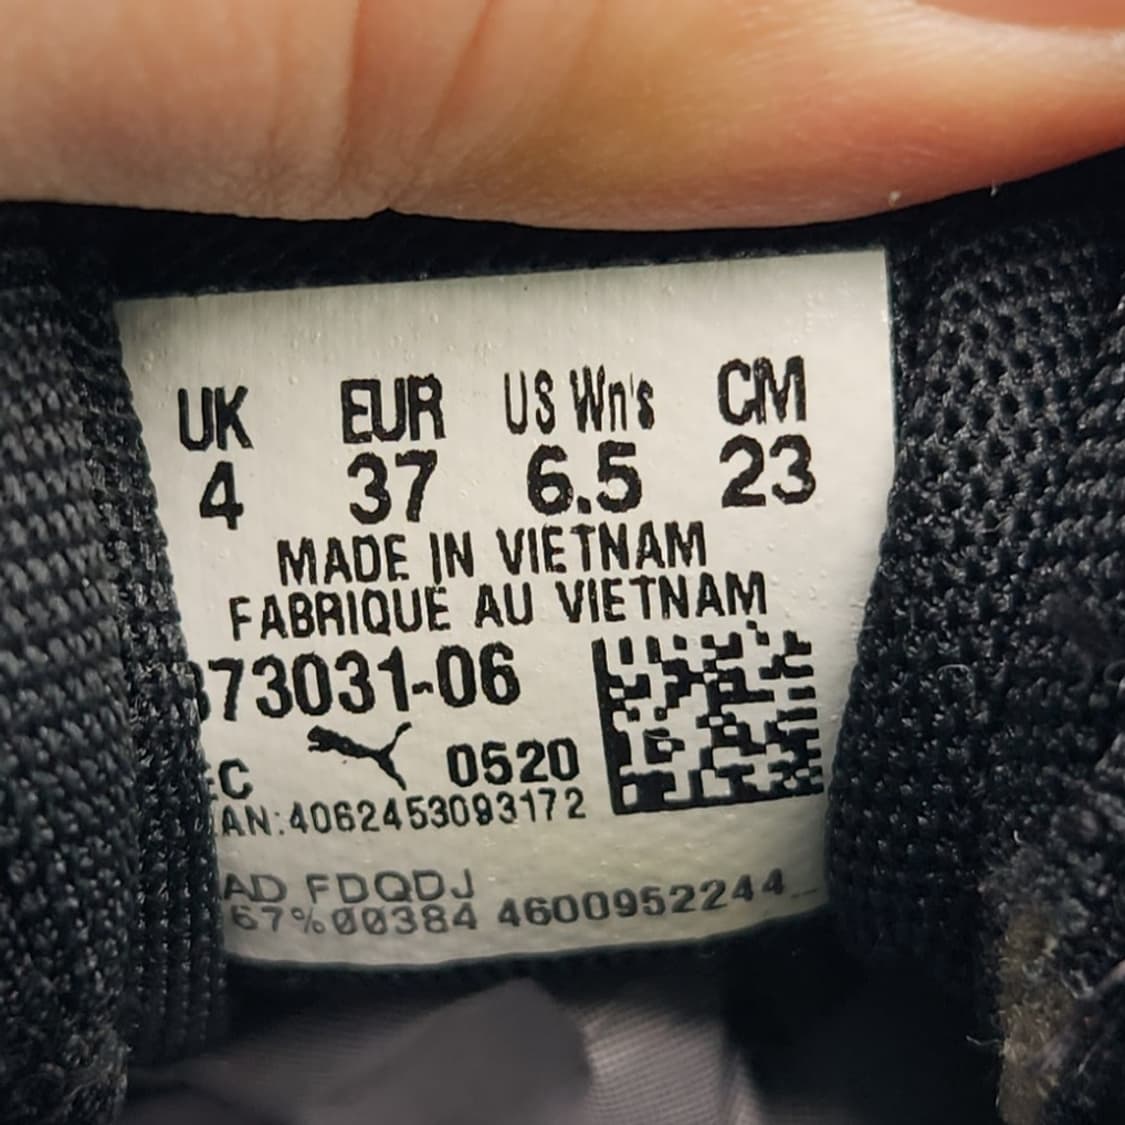 UK EUR US Wn's CM
4 37 6.5 23
MADE IN VIETNAM
FABRIQUÉ AU VIETNAM
73031-06
C 0520
AN:4062453093172
AD FDQDJ
67%00384 4600952244